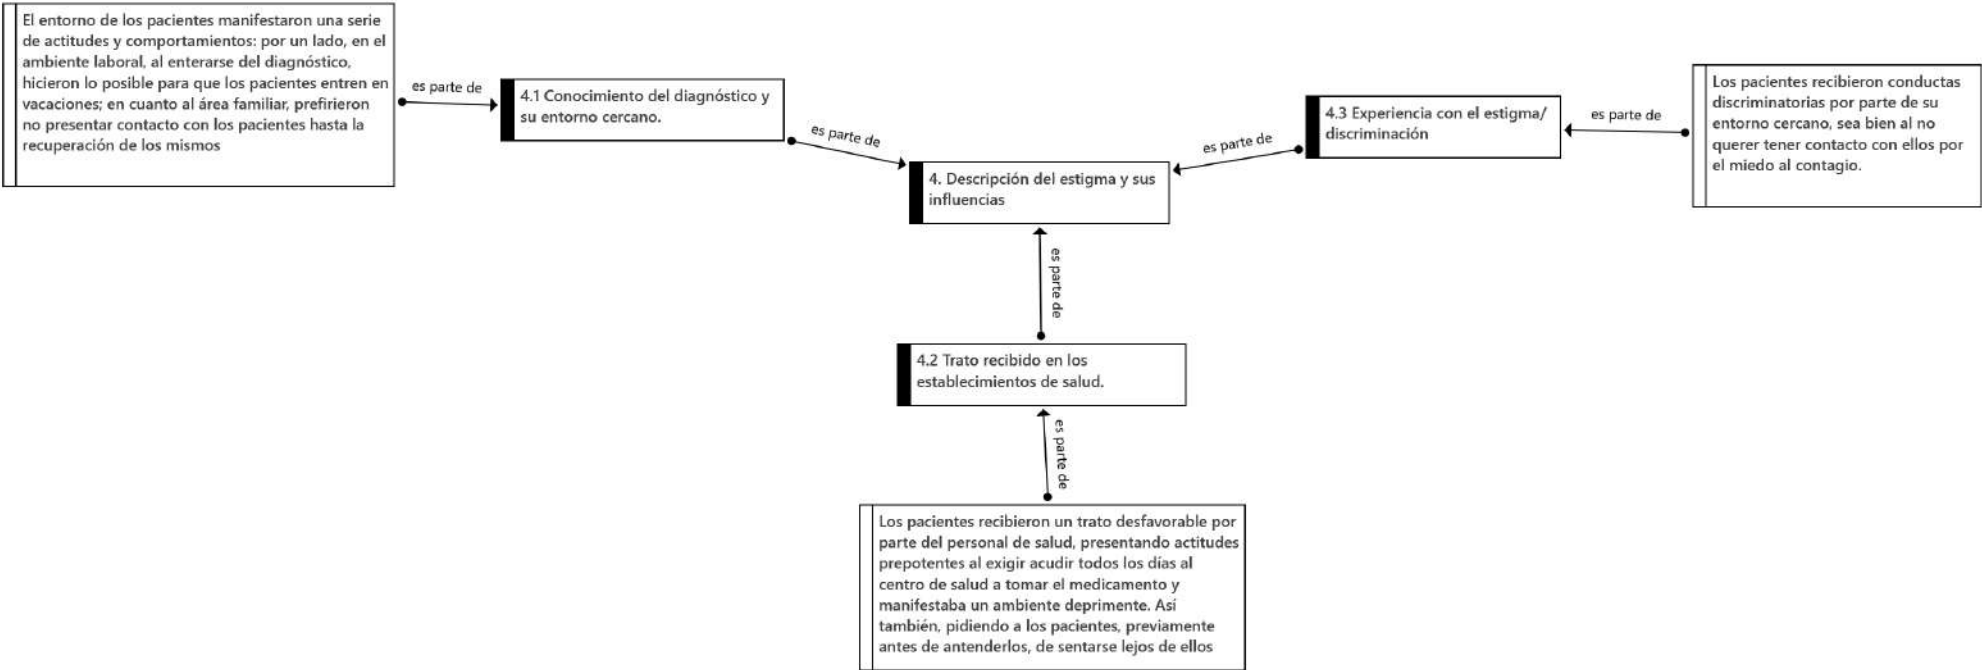 El entorno de los pacientes manifestaron una serie
de actitudes y comportamientos: por un lado, en el
ambiente laboral, al enterarse del diagnóstico,
hicieron lo posible para que los pacientes entren en
vacaciones; en cuanto al área familiar, prefirieron
no presentar contacto con los pacientes hasta la
recuperación de los mismos
es parte de
4.1 Conocimiento del diagnóstico y
su entorno cercano.
es parte de
4. Descripción del estigma y sus
influencias
es parte de
4.3 Experiencia con el estigma/
discriminación
es parte de
Los pacientes recibieron conductas
discriminatorias por parte de su
entorno cercano, sea bien al no
querer tener contacto con ellos por
el miedo al contagio.
es parte de
4.2 Trato recibido en los
establecimientos de salud.
es parte de
Los pacientes recibieron un trato desfavorable por
parte del personal de salud, presentando actitudes
prepotentes al exigir acudir todos los días al
centro de salud a tomar el medicamento y
manifestaba un ambiente deprimente. Así
también, pidiendo a los pacientes, previamente
antes de antenderlos, de sentarse lejos de ellos